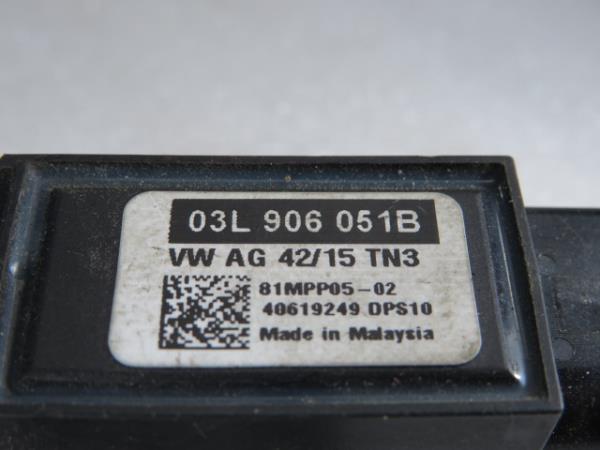 03L 906 051B
VW AG 42/15 TN3
81MPP05-02
40619249 DPS10
Made in Malaysia